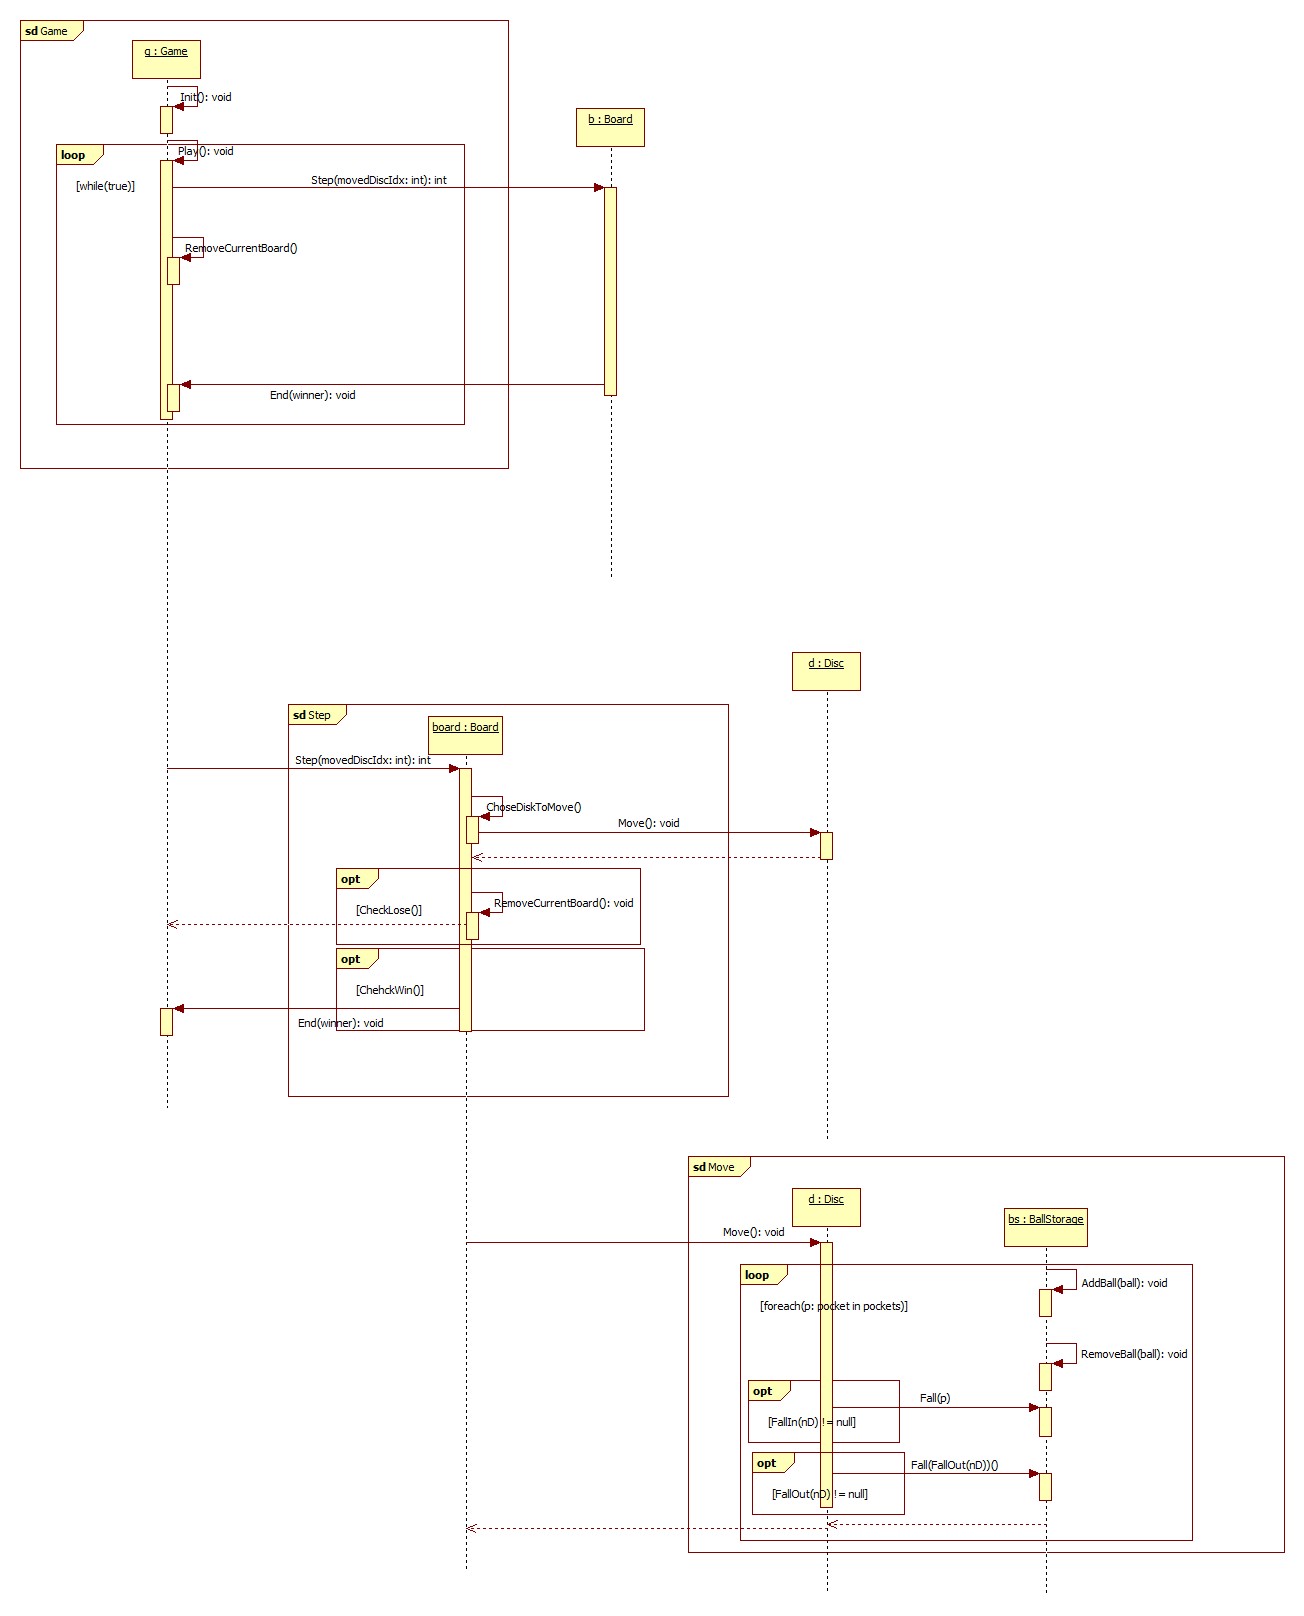 sd Game
g : Game
Init(): void
b : Board
loop
Play(): void
[while(true)]
Step(movedDiscIdx: int): int
RemoveCurrentBoard()
End(winner): void
d : Disc
sd Step
board : Board
Step(movedDiscIdx: int): int
ChoseDiskToMove()
Move(): void
opt
RemoveCurrentBoard(): void
[CheckLose()]
opt
[ChehckWin()]
End(winner): void
sd Move
d : Disc
bs : BallStorage
Move(): void
loop
AddBall(ball): void
[foreach(p: pocket in pockets)]
RemoveBall(ball): void
opt
Fall(p)
[FallIn(nD) != null]
opt
Fall(FallOut(nD))()
[FallOut(nD) != null]